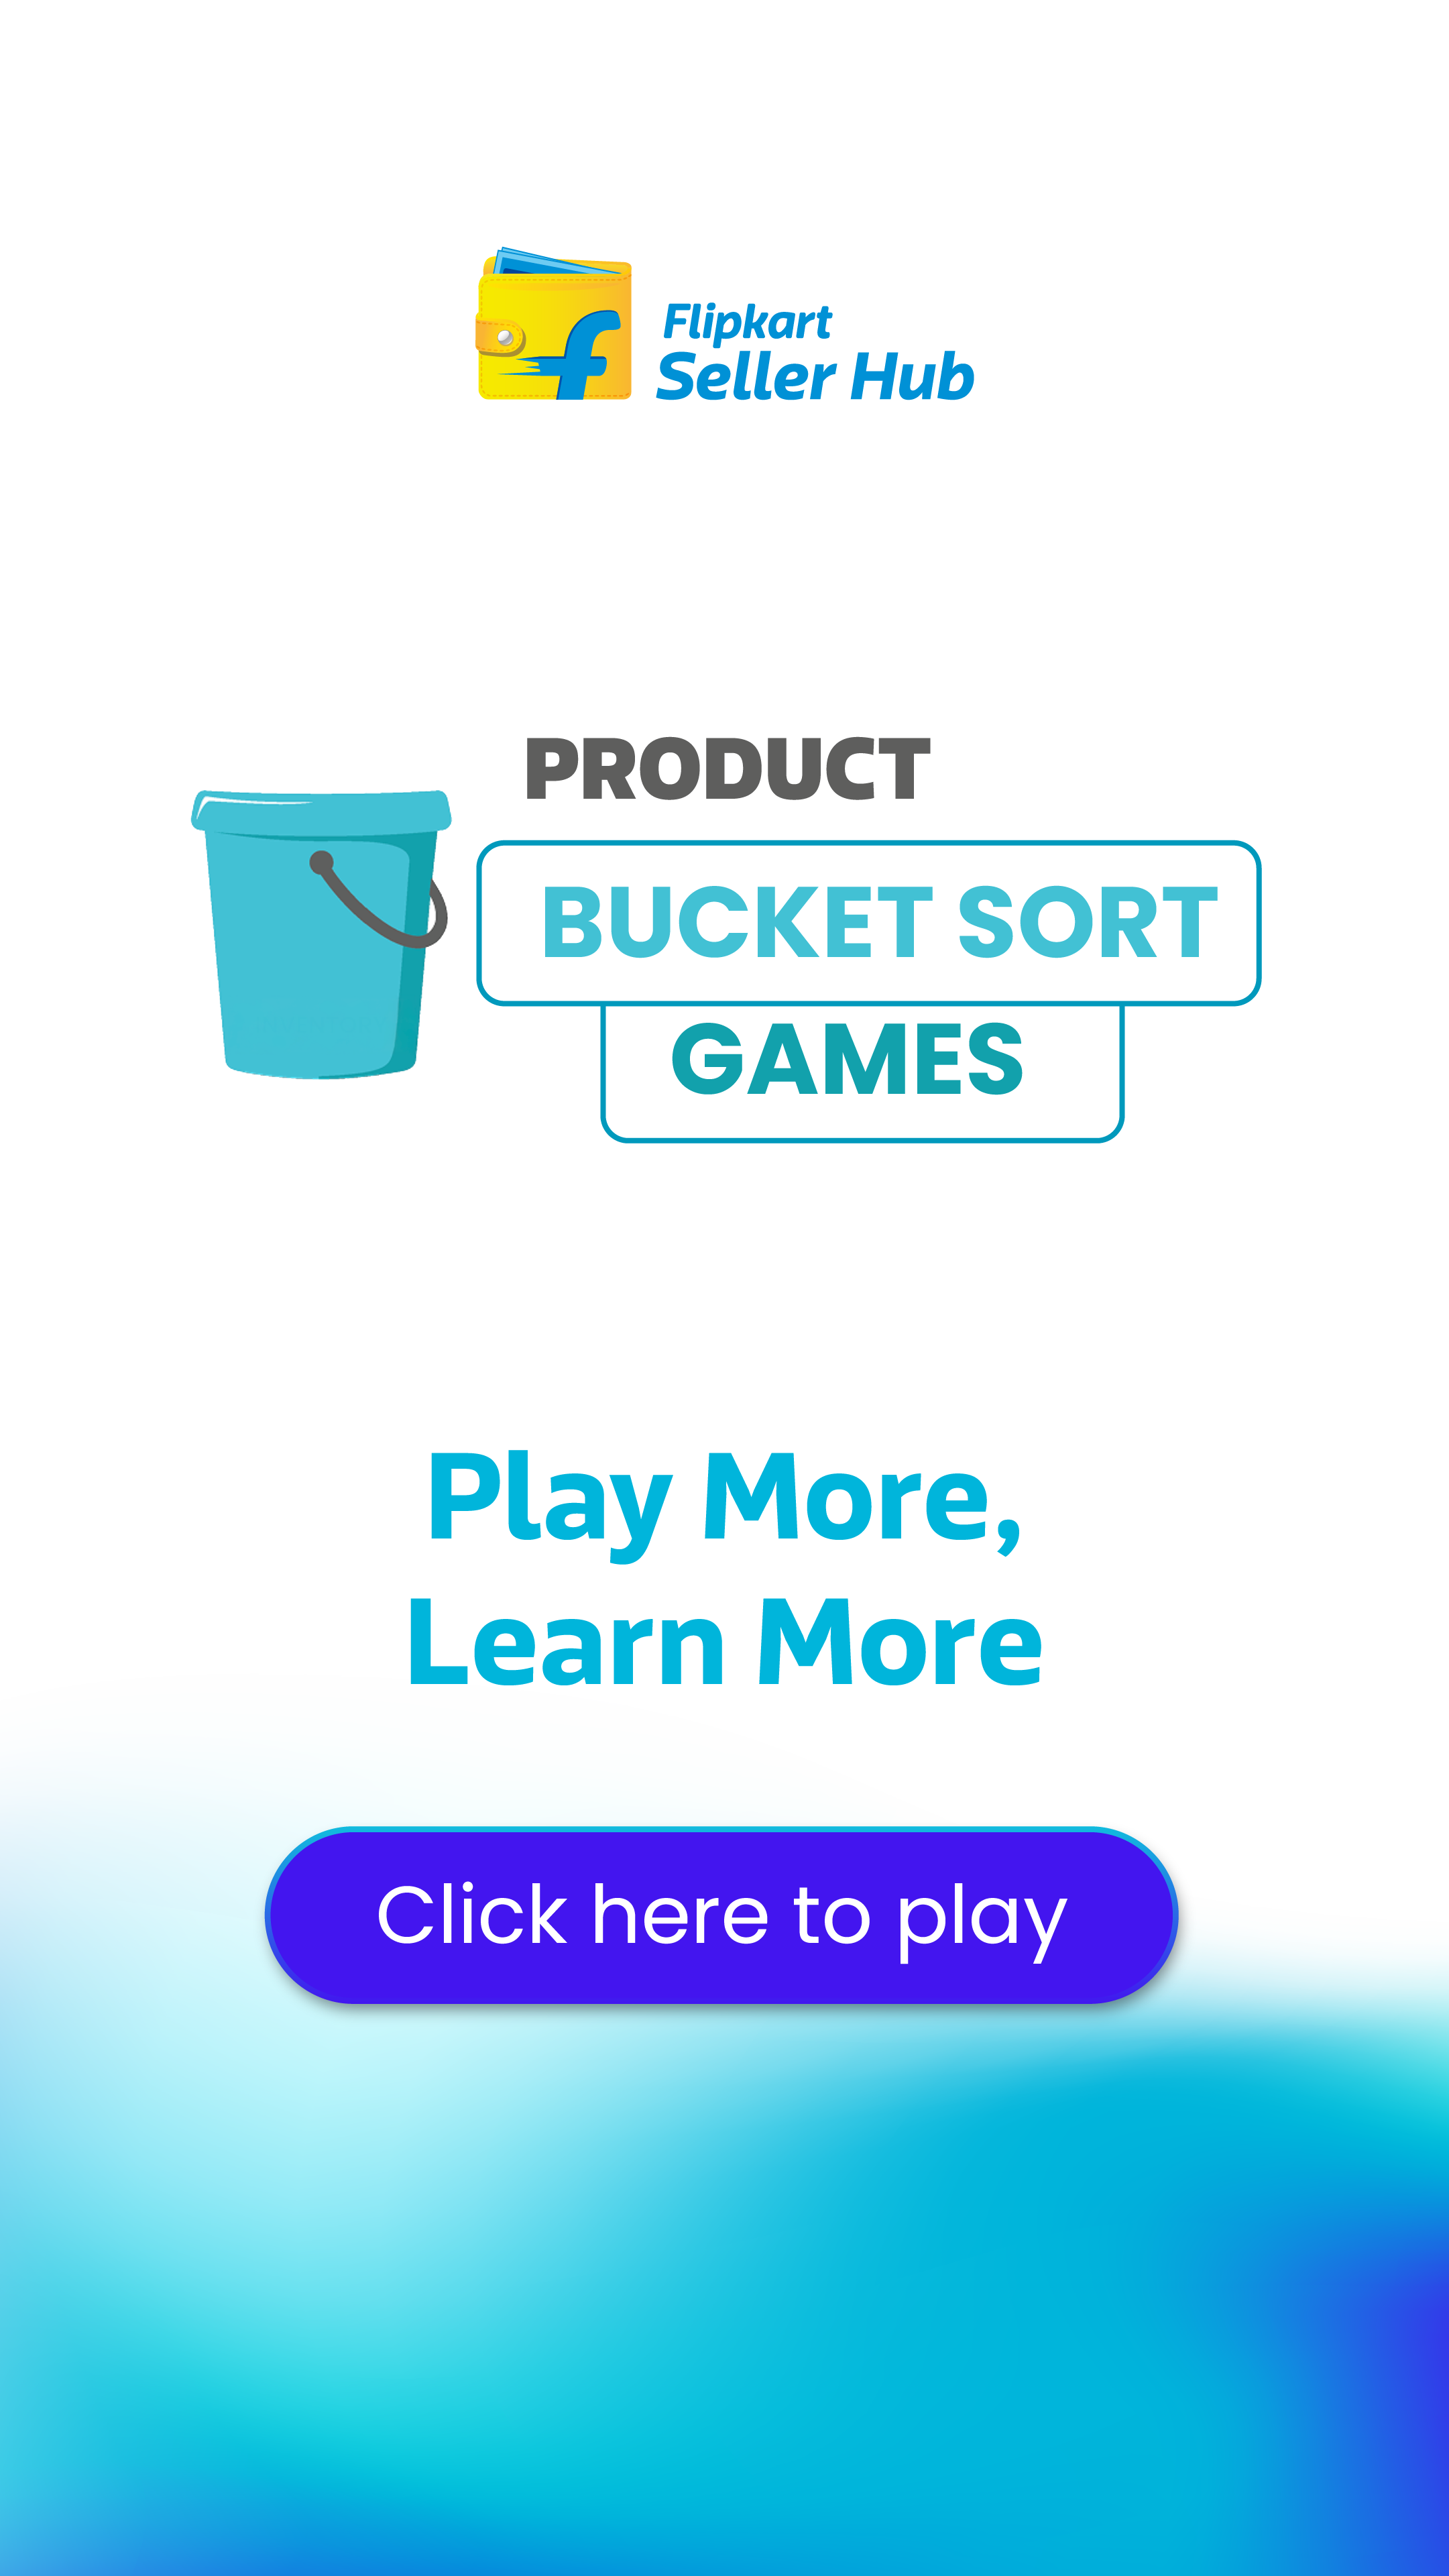 Flipkart
Seller Hub
PRODUCT
BUCKET SORT
GAMES
Play More,
Learn More
Click here to play